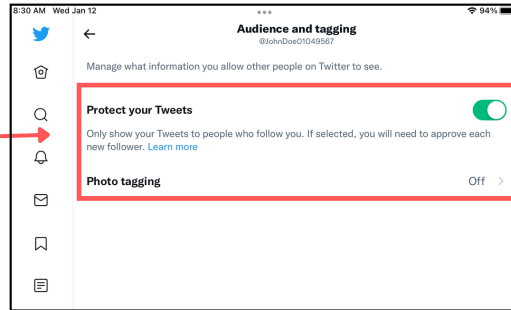 8:30 AM Wed Jan 12
94%
Audience and tagging
@JohnDoe01049567
Manage what information you allow other people on Twitter to see.
Protect your Tweets
Only show your Tweets to people who follow you. If selected, you will need to approve each
new follower. Learn more
Photo tagging
Off